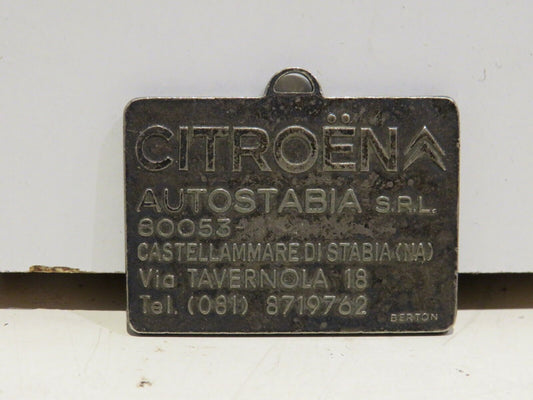 CITROËN
AUTOSTABIA S.R.L.
80053-
CASTELLAMMARE DI STABIA (NA)
Via TAVERNOLA 18
Tel. (081) 8719762
BERTON